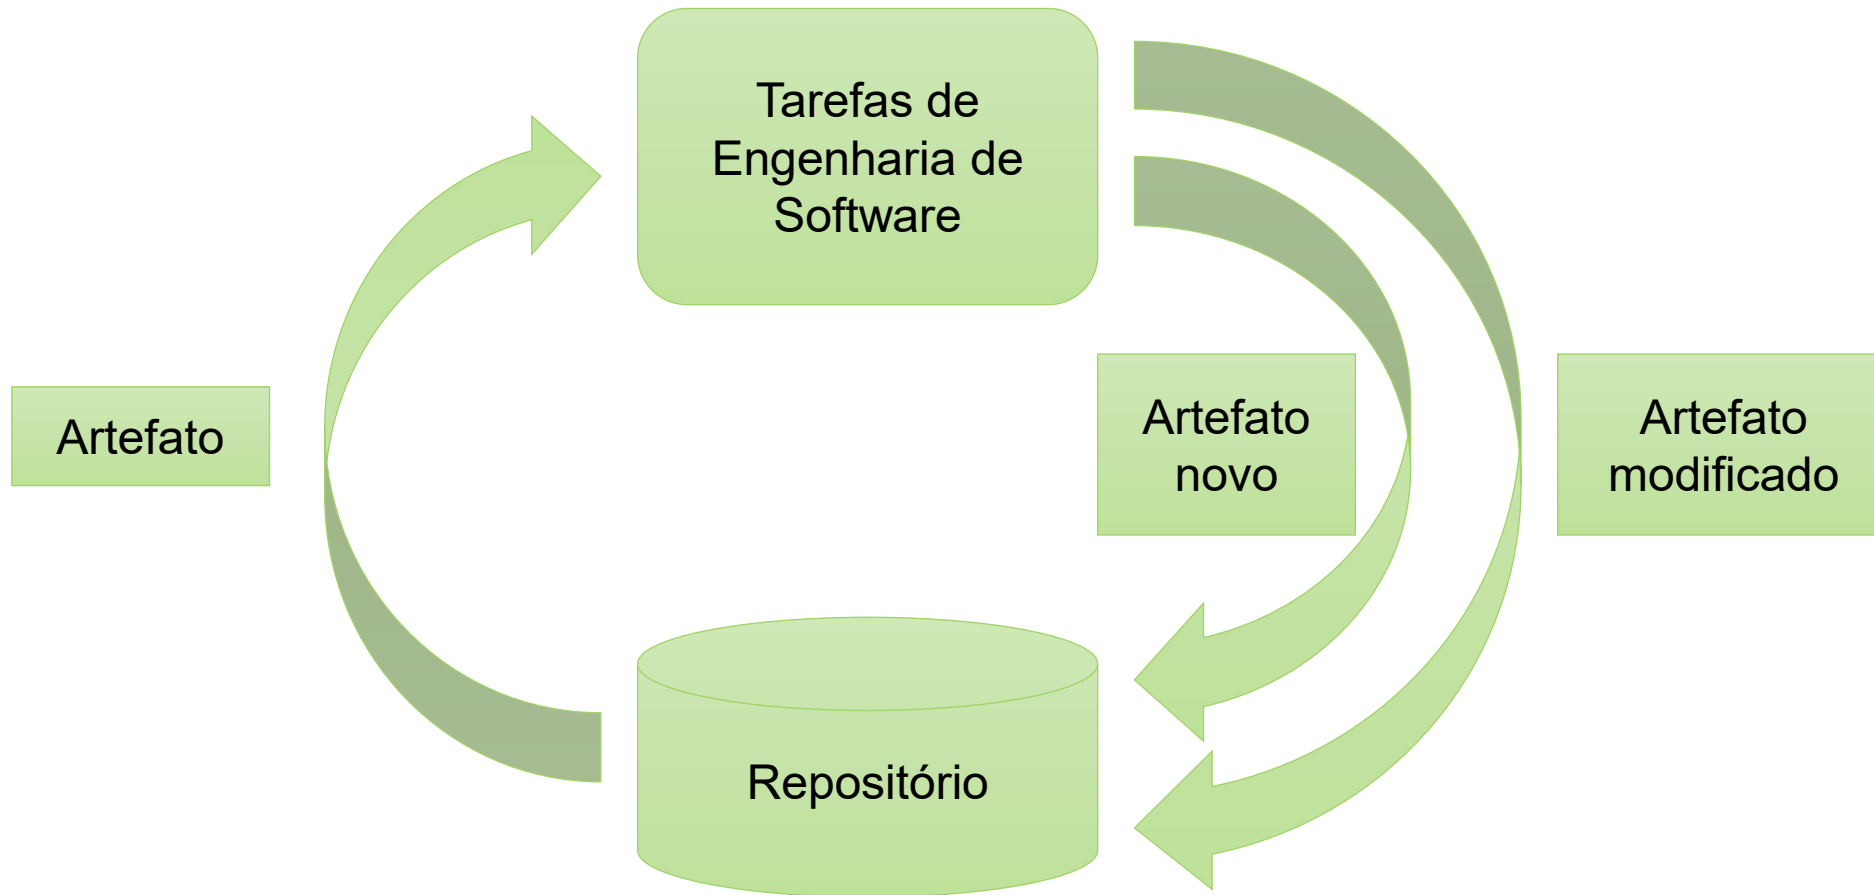 Tarefas de
Engenharia de
Software
Artefato
Artefato
novo
Artefato
modificado
Repositório